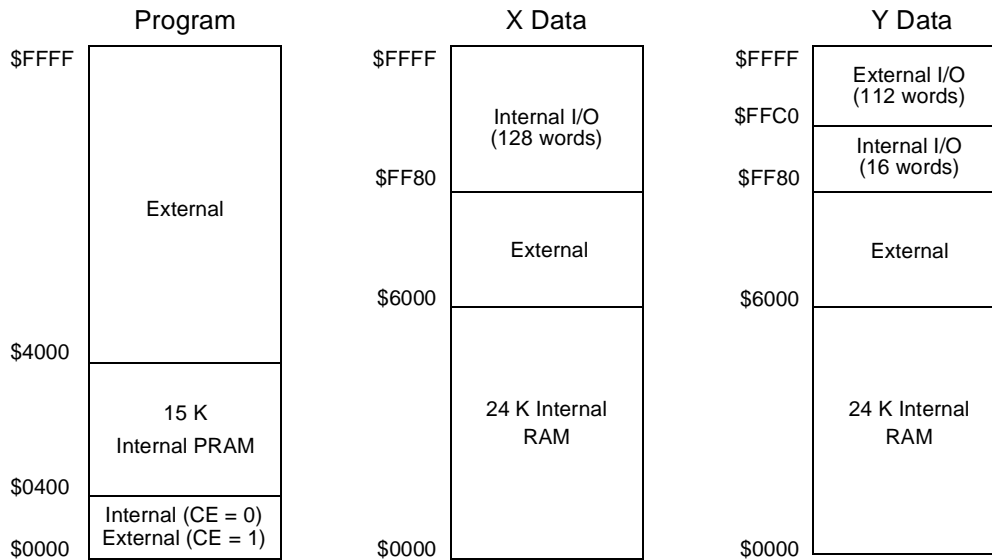 Program
$FFFF
External
$4000
15 K
Internal PRAM
$0400
Internal (CE = 0)
External (CE = 1)
$0000
X Data
$FFFF
Internal I/O
(128 words)
$FF80
External
$6000
24 K Internal
RAM
$0000
Y Data
$FFFF
External I/O
(112 words)
$FFC0
Internal I/O
(16 words)
$FF80
External
$6000
24 K Internal
RAM
$0000